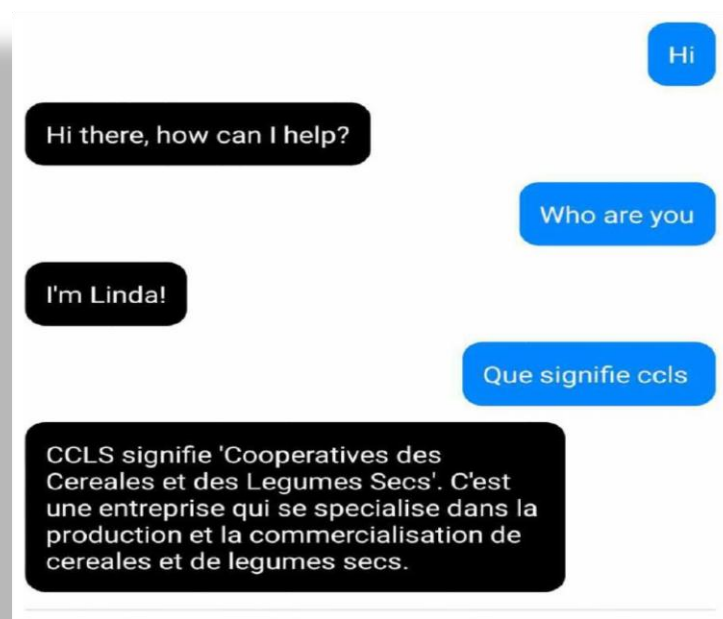 Hi
Hi there, how can I help?
Who are you
I'm Linda!
Que signifie ccls
CCLS signifie 'Cooperatives des
Cereales et des Legumes Secs'. C'est
une entreprise qui se specialise dans la
production et la commercialisation de
cereales et de legumes secs.